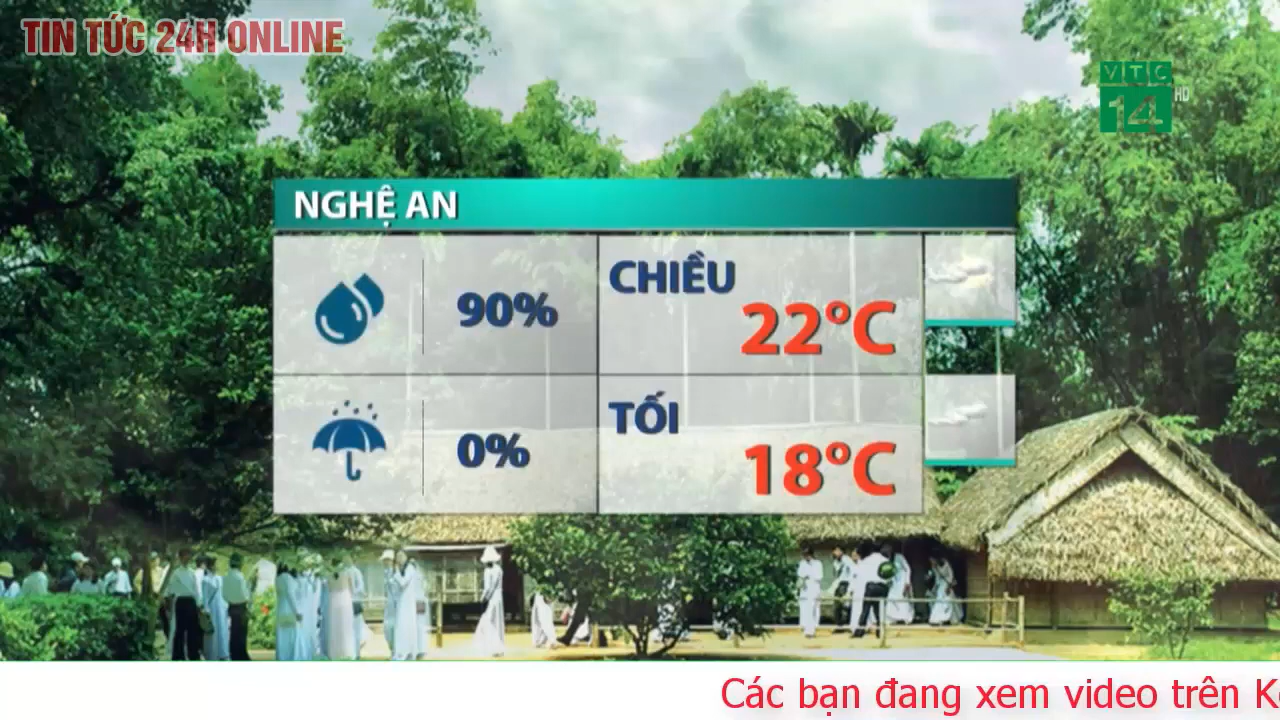 TIN TỨC 24H ONLINE
VTC
14
HD
NGHỆ AN
90%
CHIỀU
22°C
0%
TỐI
18°C
Các bạn đang xem video trên